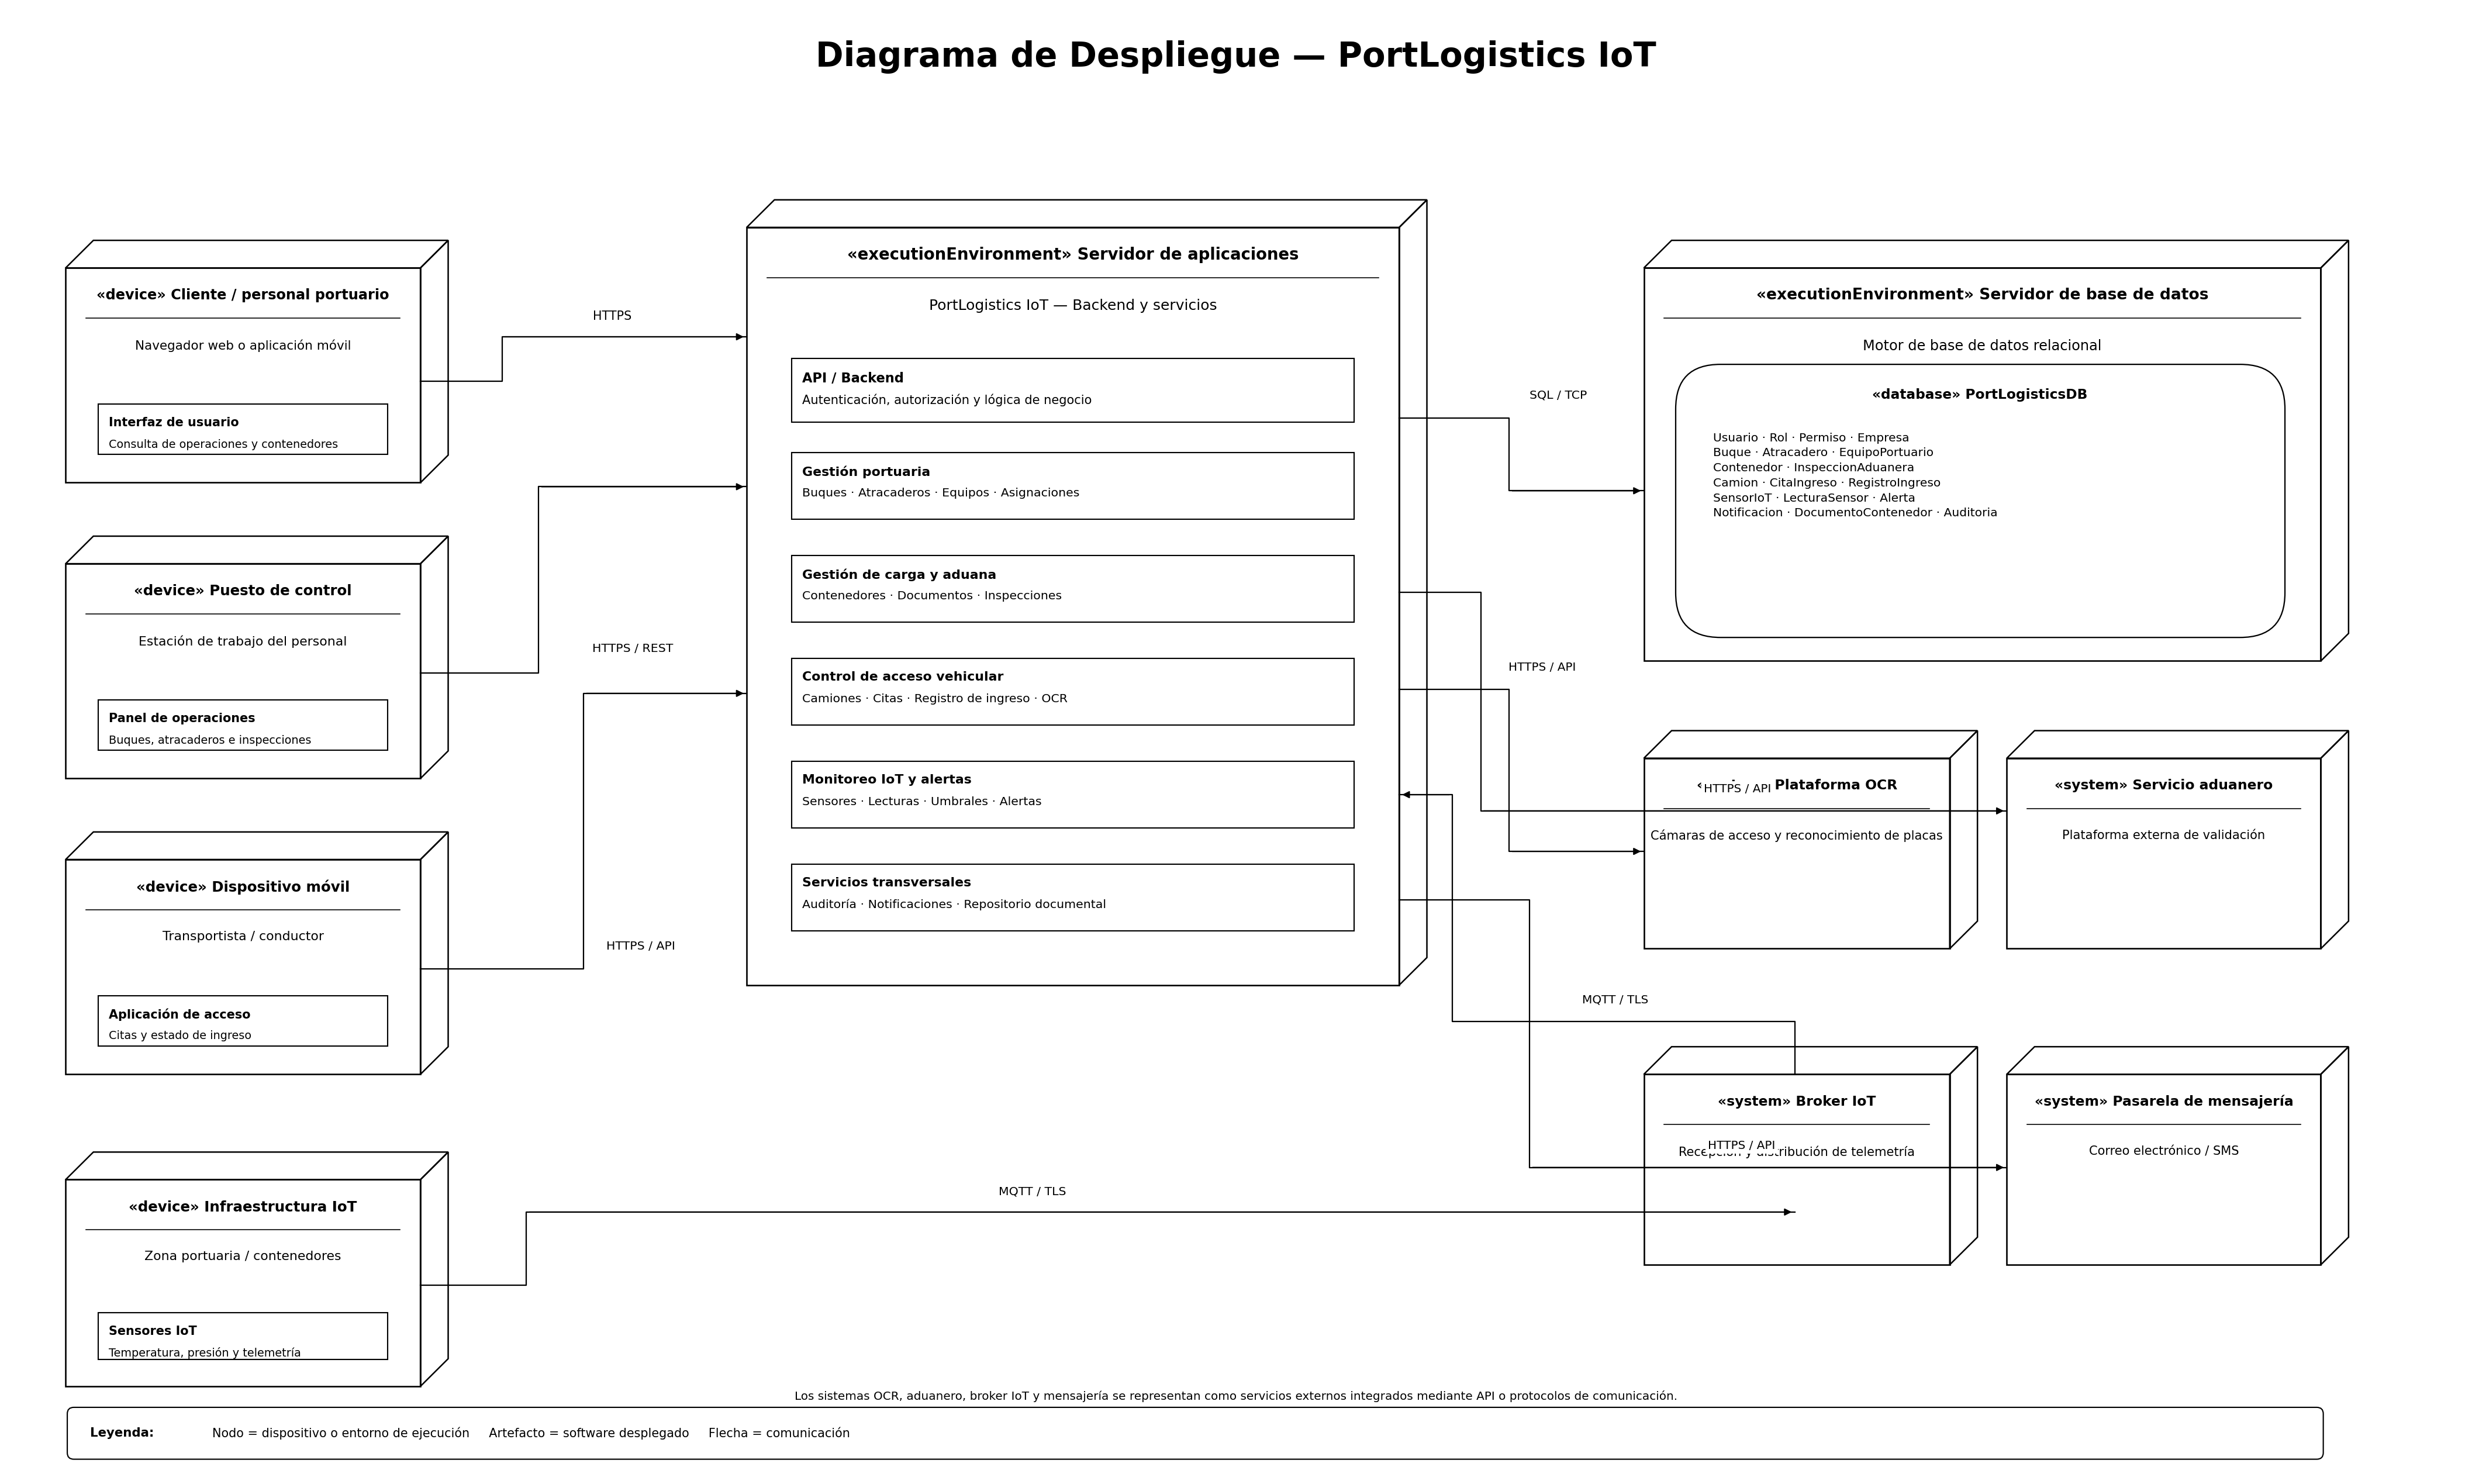 Diagrama de Despliegue — PortLogistics IoT
«device» Cliente / personal portuario
Navegador web o aplicación móvil
Interfaz de usuario
Consulta de operaciones y contenedores
«device» Puesto de control
Estación de trabajo del personal
Panel de operaciones
Buques, atracaderos e inspecciones
«device» Dispositivo móvil
Transportista / conductor
Aplicación de acceso
Citas y estado de ingreso
«device» Infraestructura IoT
Zona portuaria / contenedores
Sensores IoT
Temperatura, presión y telemetría
HTTPS
HTTPS / REST
HTTPS / API
MQTT / TLS
«executionEnvironment» Servidor de aplicaciones
PortLogistics IoT — Backend y servicios
API / Backend
Autenticación, autorización y lógica de negocio
Gestión portuaria
Buques · Atracaderos · Equipos · Asignaciones
Gestión de carga y aduana
Contenedores · Documentos · Inspecciones
Control de acceso vehicular
Camiones · Citas · Registro de ingreso · OCR
Monitoreo IoT y alertas
Sensores · Lecturas · Umbrales · Alertas
Servicios transversales
Auditoría · Notificaciones · Repositorio documental
SQL / TCP
HTTPS / API
MQTT / TLS
«executionEnvironment» Servidor de base de datos
Motor de base de datos relacional
«database» PortLogisticsDB
Usuario · Rol · Permiso · Empresa
Buque · Atracadero · EquipoPortuario
Contenedor · InspeccionAduanera
Camion · CitaIngreso · RegistroIngreso
SensorIoT · LecturaSensor · Alerta
Notificacion · DocumentoContenedor · Auditoria
Plataforma OCR
HTTPS / API
Cámaras de acceso y reconocimiento de placas
«system» Servicio aduanero
Plataforma externa de validación
«system» Broker IoT
HTTPS / API
de telemetría
«system» Pasarela de mensajería
Correo electrónico / SMS
Los sistemas OCR, aduanero, broker IoT y mensajería se representan como servicios externos integrados mediante API o protocolos de comunicación.
Leyenda: Nodo = dispositivo o entorno de ejecución Artefacto = software desplegado Flecha = comunicación